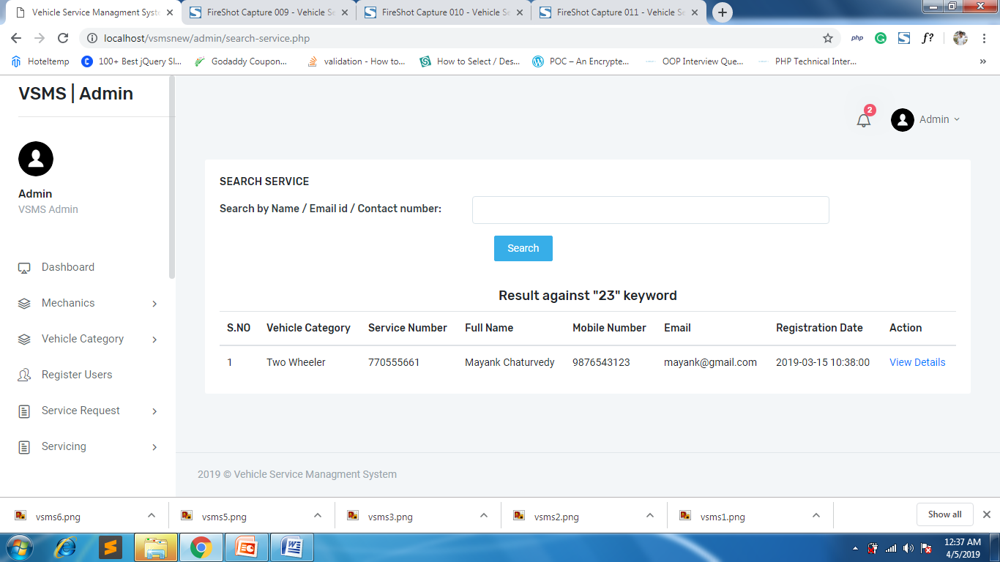 Vehicle Service Managment Syste
FireShot Capture 009 - Vehicle Se
FireShot Capture 010 - Vehicle Se
FireShot Capture 011 - Vehicle Se
localhost/vsmsnew/admin/search-service.php
php
f?
Hoteltemp
100+ Best jQuery Sl...
Godaddy Coupon...
validation - How to...
How to Select / Des...
POC – An Encrypte...
OOP Interview Que...
PHP Technical Inter...
»
VSMS | Admin
2
Admin
Admin
VSMS Admin
Dashboard
Mechanics
Vehicle Category
Register Users
Service Request
Servicing
SEARCH SERVICE
Search by Name / Email id / Contact number:
Search
Result against "23" keyword
S.NO Vehicle Category Service Number Full Name Mobile Number Email Registration Date Action
1 Two Wheeler 770555661 Mayank Chaturvedy 9876543123 mayank@gmail.com 2019-03-15 10:38:00 View Details
2019 © Vehicle Service Managment System
vsms6.png
vsms5.png
vsms3.png
vsms2.png
vsms1.png
Show all
12:37 AM
4/5/2019